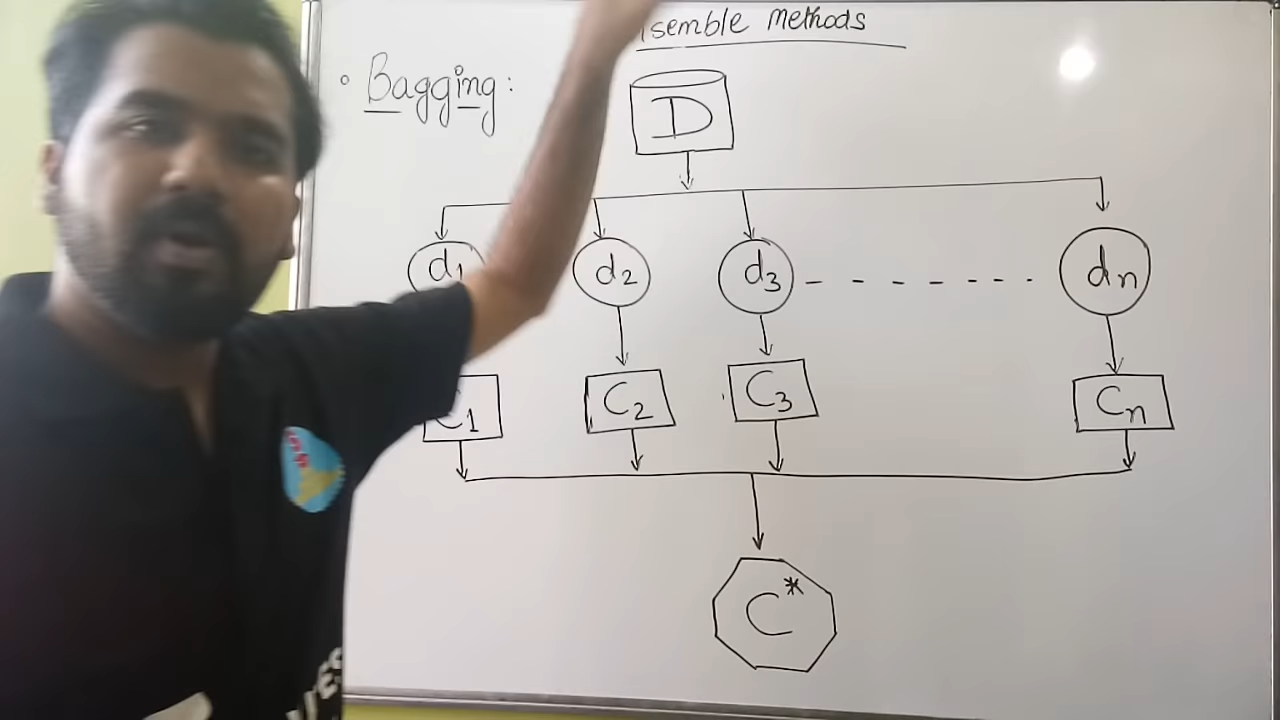 semble Methods
Bagging:
D
d1 d2 d3 dn
C1 C2 C3 Cn
C*